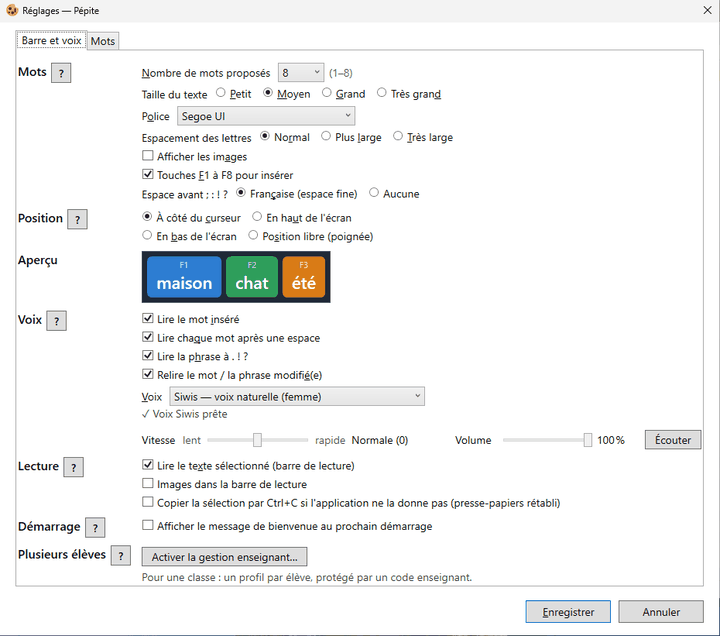 Réglages — Pépite
Barre et voix Mots
Mots ? Nombre de mots proposés 8 (1–8)
Taille du texte Petit Moyen Grand Très grand
Police Segoe UI
Espacement des lettres Normal Plus large Très large
Afficher les images
Touches F1 à F8 pour insérer
Espace avant ; : ! ? Française (espace fine) Aucune
Position ? À côté du curseur En haut de l'écran
En bas de l'écran Position libre (poignée)
Aperçu
F1 F2 F3
maison chat été
Voix ? Lire le mot inséré
Lire chaque mot après une espace
Lire la phrase à . ! ?
Relire le mot / la phrase modifié(e)
Voix Siwis — voix naturelle (femme)
✓ Voix Siwis prête
Vitesse lent rapide Normale (0) Volume 100 % Écouter
Lecture ? Lire le texte sélectionné (barre de lecture)
Images dans la barre de lecture
Copier la sélection par Ctrl+C si l'application ne la donne pas (presse-papiers rétabli)
Démarrage ? Afficher le message de bienvenue au prochain démarrage
Plusieurs élèves ? Activer la gestion enseignant...
Pour une classe : un profil par élève, protégé par un code enseignant.
Enregistrer Annuler